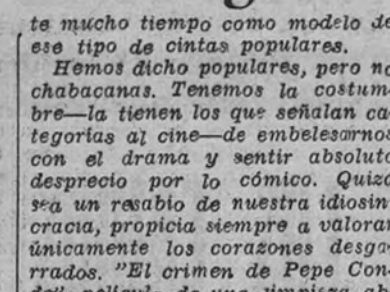 te mucho tiempo como modelo de
ese tipo de cintas populares.
Hemos dicho populares, pero no
chabacanas. Tenemos la costum-
bre—la tienen los que señalan ca-
tegorías al cine—de embelesarnos
con el drama y sentir absoluto
desprecio por lo cómico. Quizá
sea un resabio de nuestra idiosin-
cracia, propicia siempre a valorar
únicamente los corazones desga-
rrados. "El crimen de Pepe Con-